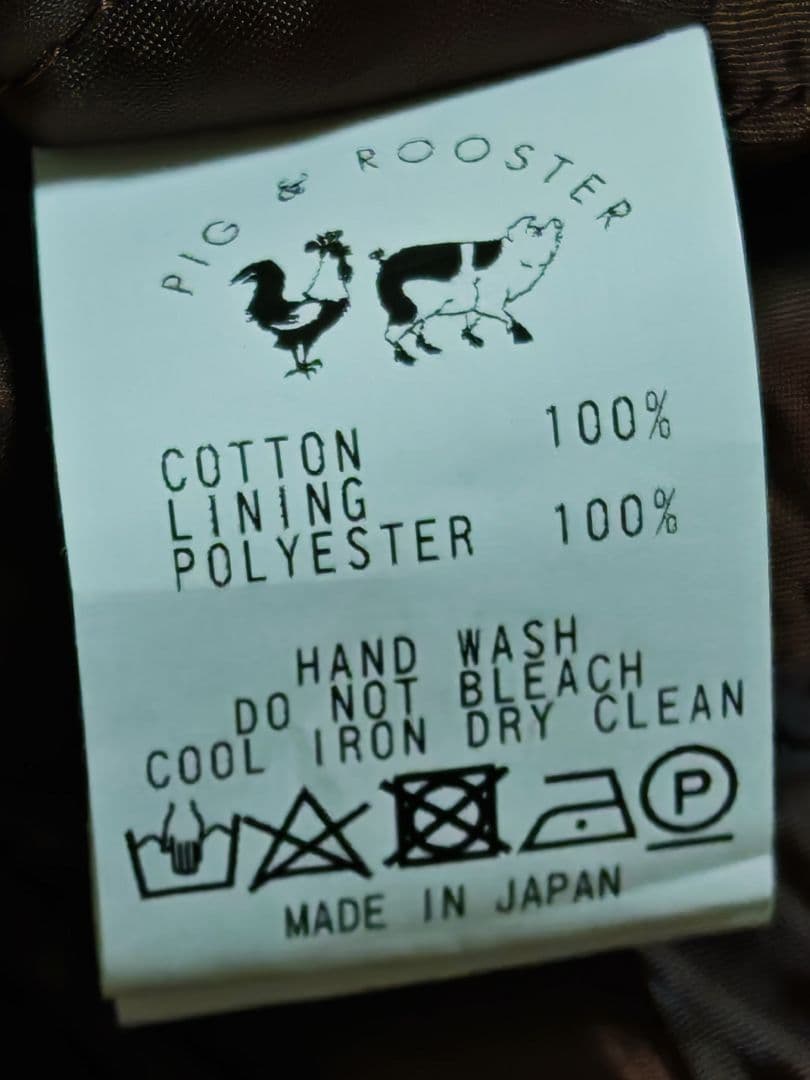 PIG & ROOSTER
COTTON 100%
LINING
POLYESTER 100%
HAND WASH
DO NOT BLEACH
COOL IRON DRY CLEAN
P
MADE IN JAPAN